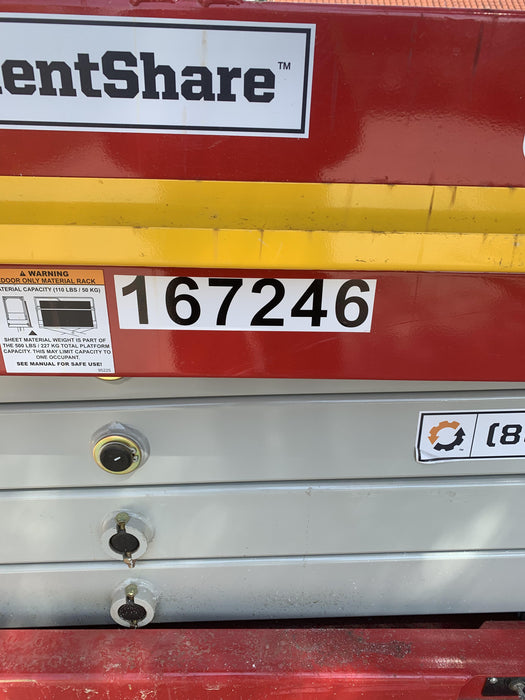 entShare™
⚠ WARNING
DOOR ONLY MATERIAL RACK
ATERIAL CAPACITY (110 LBS / 50 KG)
SHEET MATERIAL WEIGHT IS PART OF
THE 500 LBS / 227 KG TOTAL PLATFORM
CAPACITY. THIS MAY LIMIT CAPACITY TO
ONE OCCUPANT.
SEE MANUAL FOR SAFE USE!
95225
167246
(8